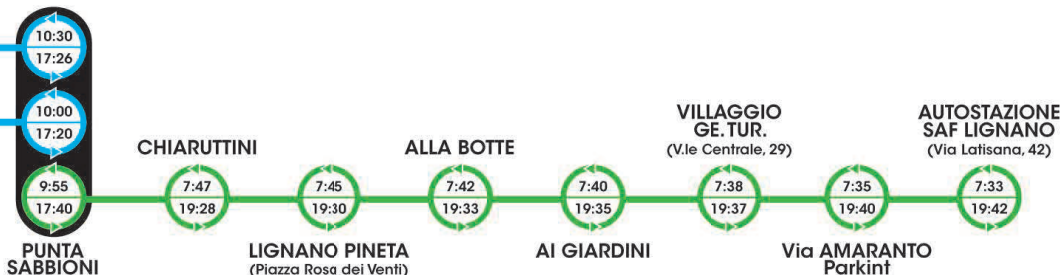 10:30
17:26
10:00
17:20
9:55
17:40
PUNTA
SABBIONI
CHIARUTTINI
7:47
19:28
7:45
19:30
LIGNANO PINETA
(Piazza Rosa dei Venti)
ALLA BOTTE
7:42
19:33
7:40
19:35
AI GIARDINI
VILLAGGIO
GE.TUR.
(V.le Centrale, 29)
7:38
19:37
7:35
19:40
Via AMARANTO
Parkint
AUTOSTAZIONE
SAF LIGNANO
(Via Latisana, 42)
7:33
19:42